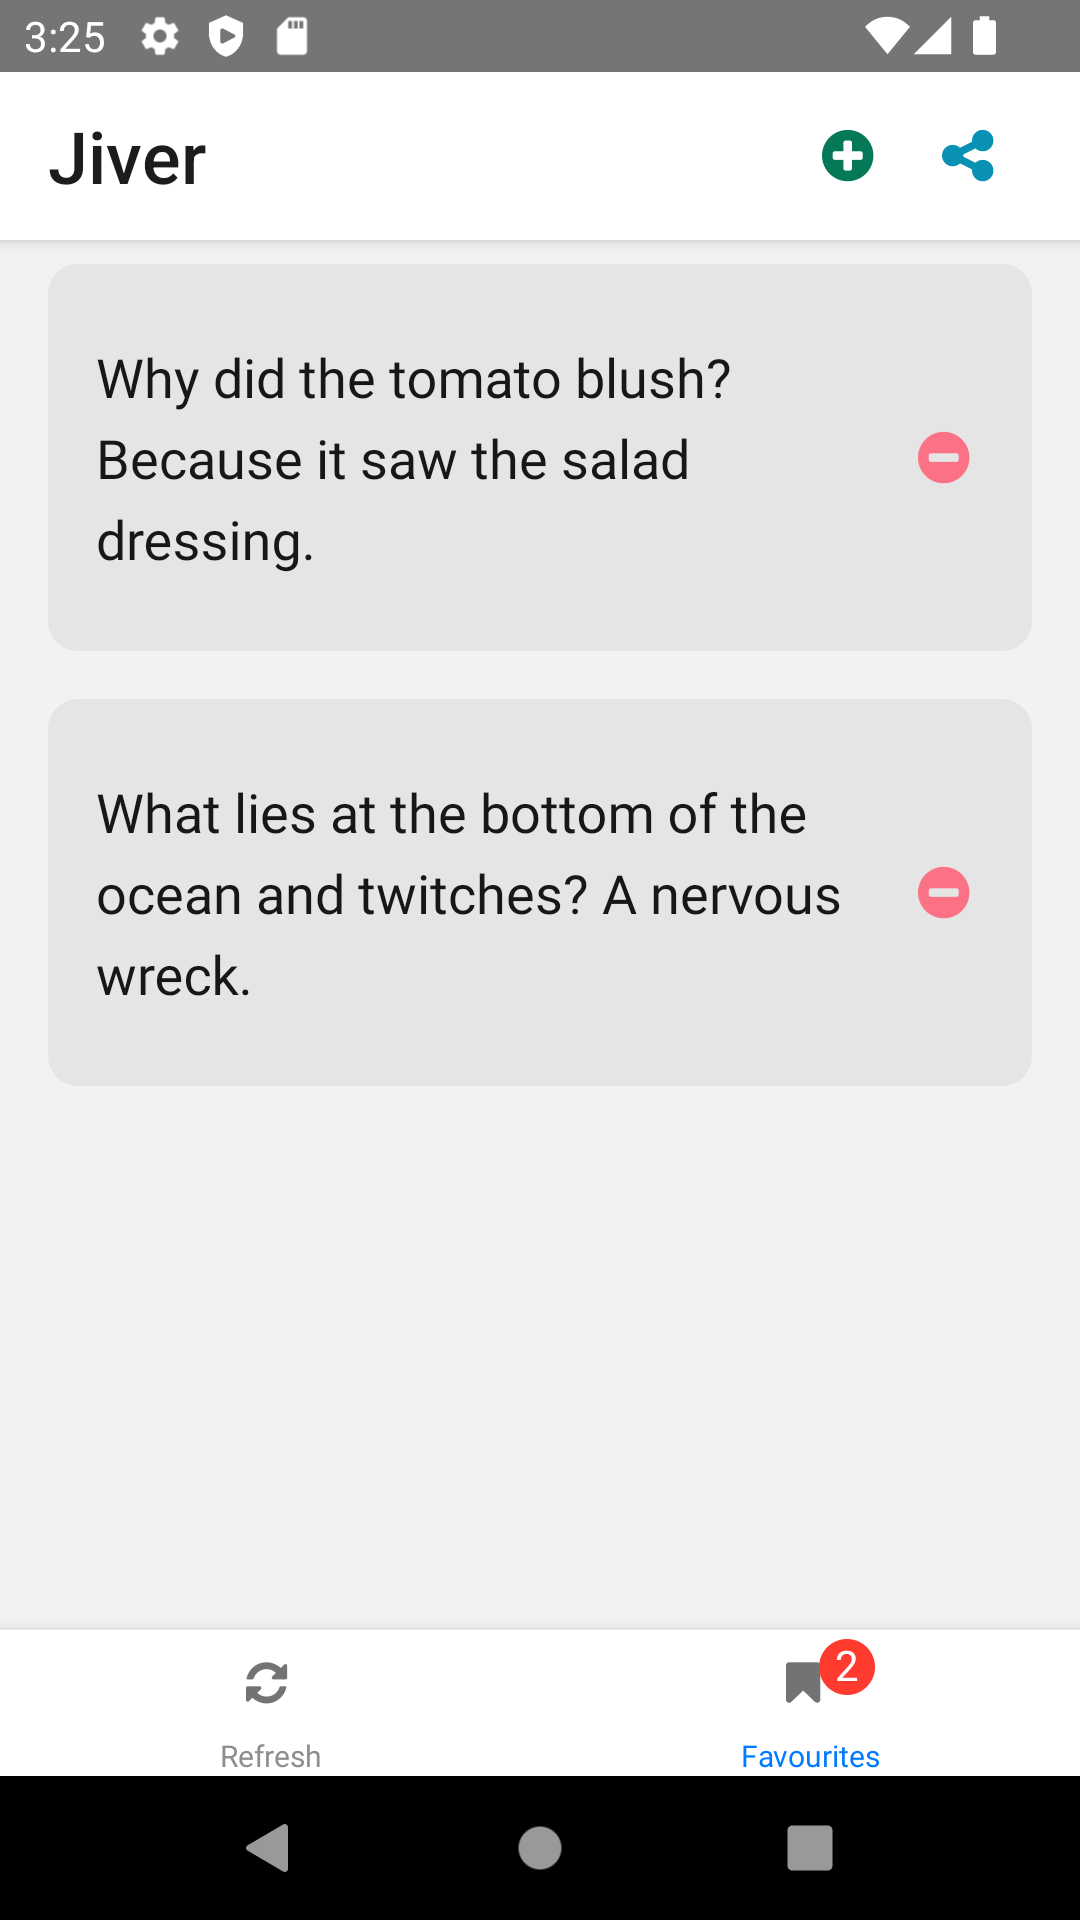 3:25
Jiver
Why did the tomato blush?
Because it saw the salad
dressing.
What lies at the bottom of the
ocean and twitches? A nervous
wreck.
2
Refresh
Favourites